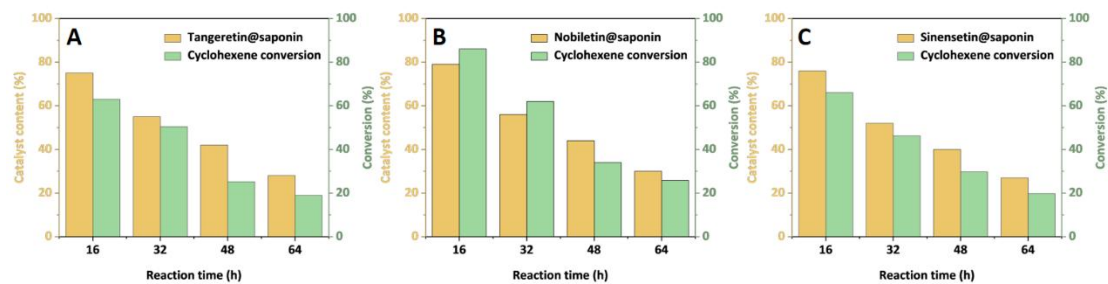 A
Tangeretin@saponin
Cyclohexene conversion
Catalyst content (%)
100
80
60
40
20
0
Conversion (%)
100
80
60
40
20
0
16 32 48 64
Reaction time (h)
B
Nobiletin@saponin
Cyclohexene conversion
Catalyst content (%)
100
80
60
40
20
0
Conversion (%)
100
80
60
40
20
0
16 32 48 64
Reaction time (h)
C
Sinensetin@saponin
Cyclohexene conversion
Catalyst content (%)
100
80
60
40
20
0
Conversion (%)
100
80
60
40
20
0
16 32 48 64
Reaction time (h)